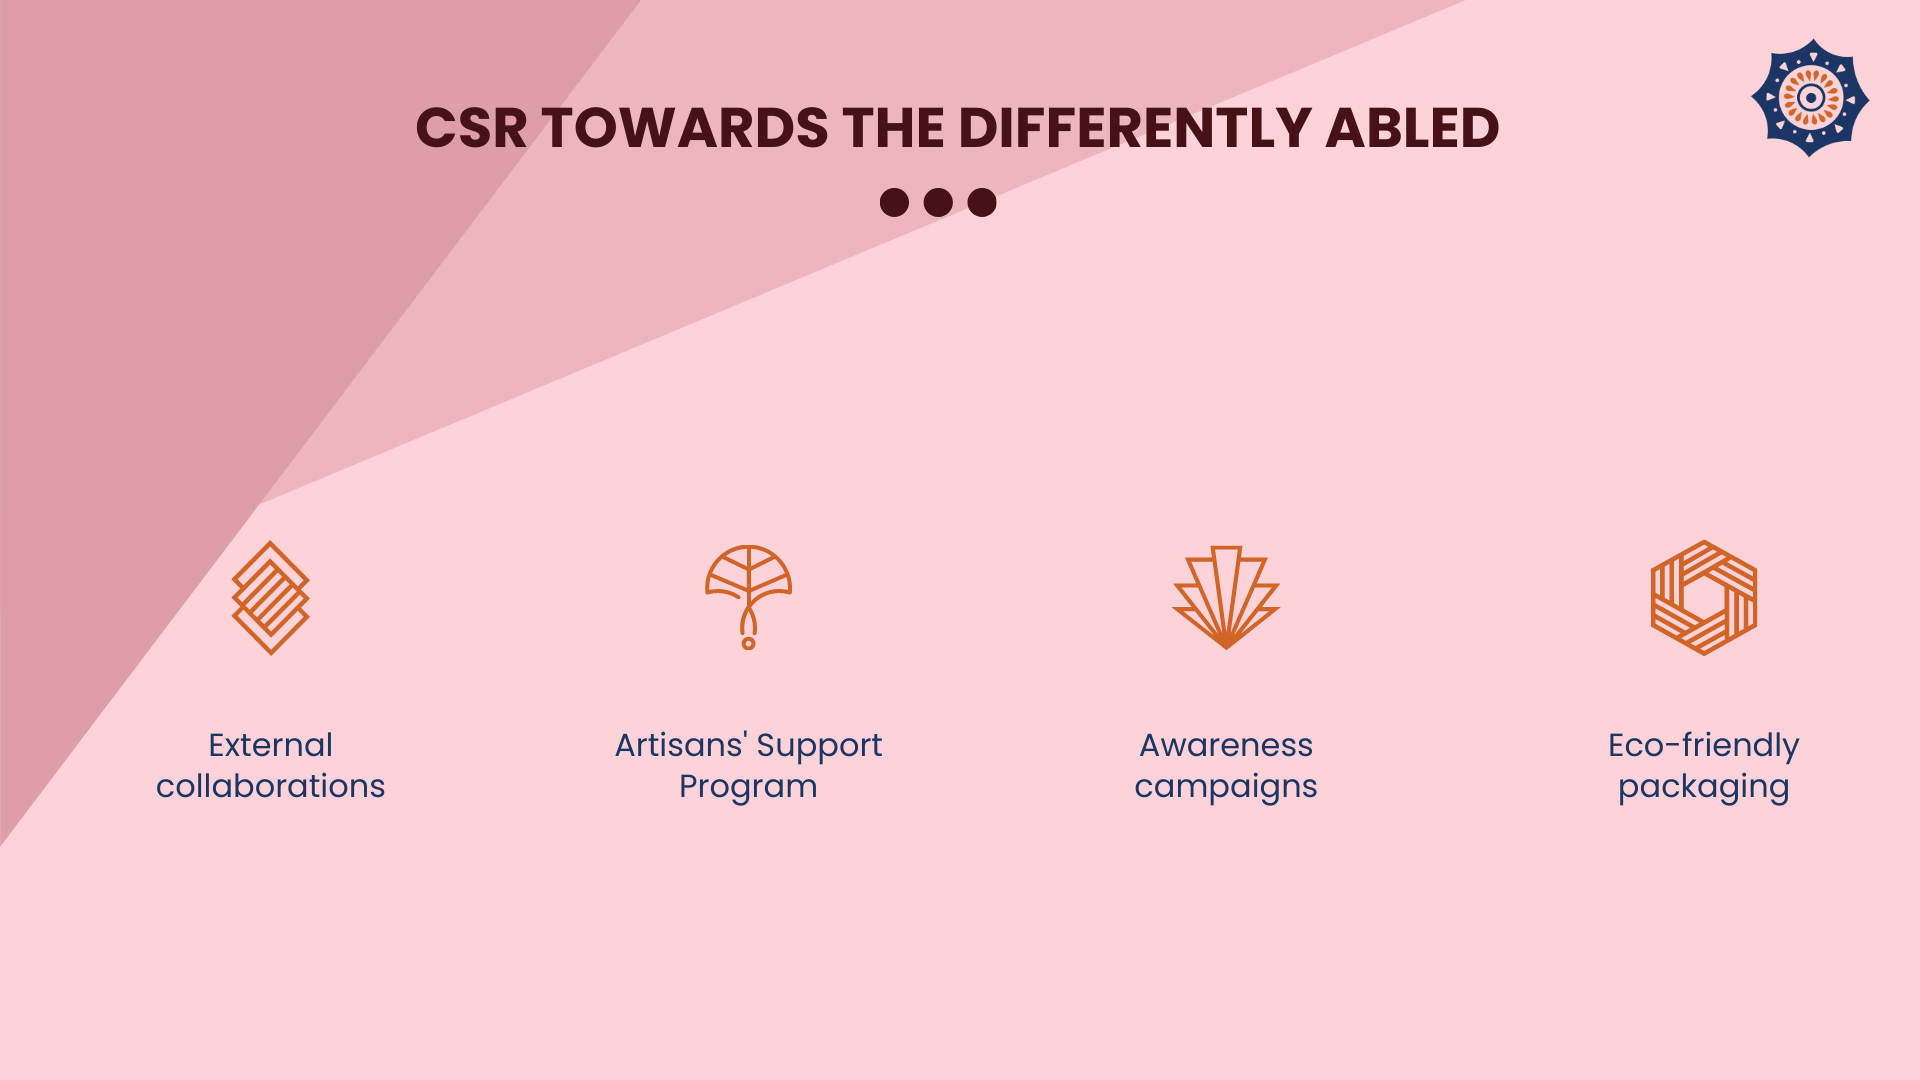 CSR TOWARDS THE DIFFERENTLY ABLED
External
collaborations
Artisans' Support
Program
Awareness
campaigns
Eco-friendly
packaging